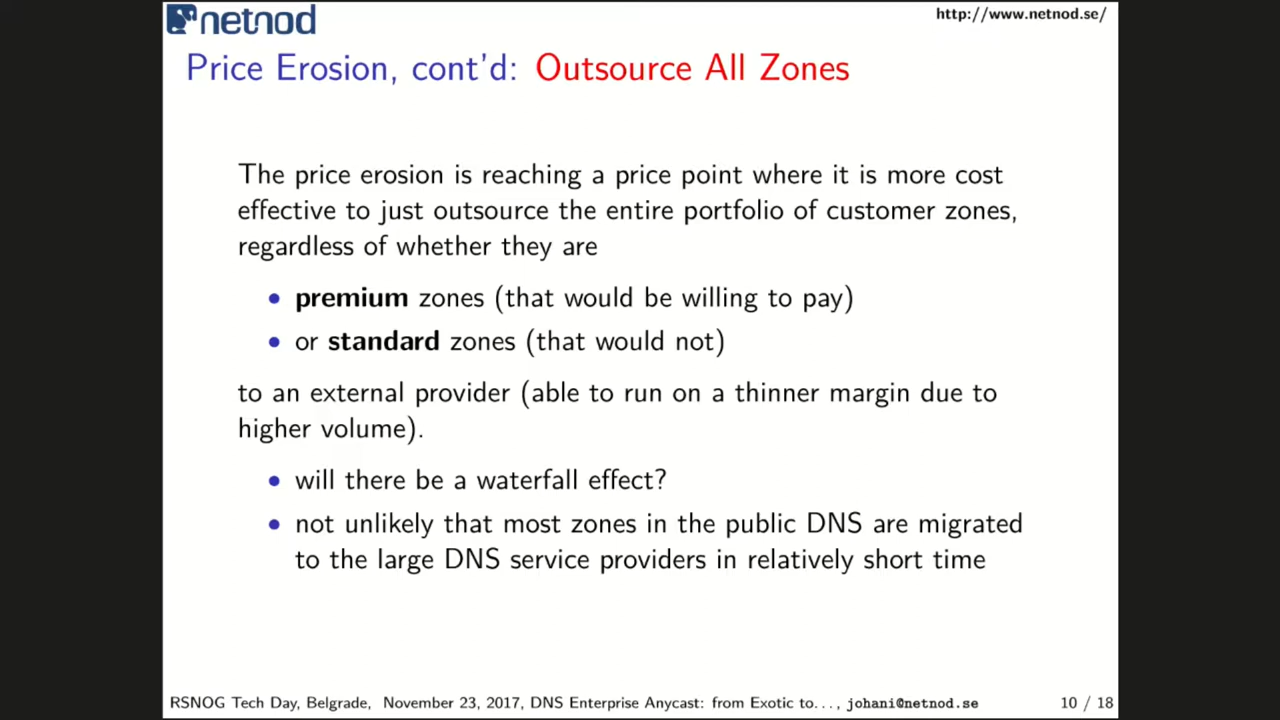 netnod
http://www.netnod.se/
Price Erosion, cont'd: Outsource All Zones
The price erosion is reaching a price point where it is more cost
effective to just outsource the entire portfolio of customer zones,
regardless of whether they are
• premium zones (that would be willing to pay)
• or standard zones (that would not)
to an external provider (able to run on a thinner margin due to
higher volume).
• will there be a waterfall effect?
• not unlikely that most zones in the public DNS are migrated
to the large DNS service providers in relatively short time
RSNOG Tech Day, Belgrade, November 23, 2017, DNS Enterprise Anycast: from Exotic to..., johani@netnod.se 10 / 18